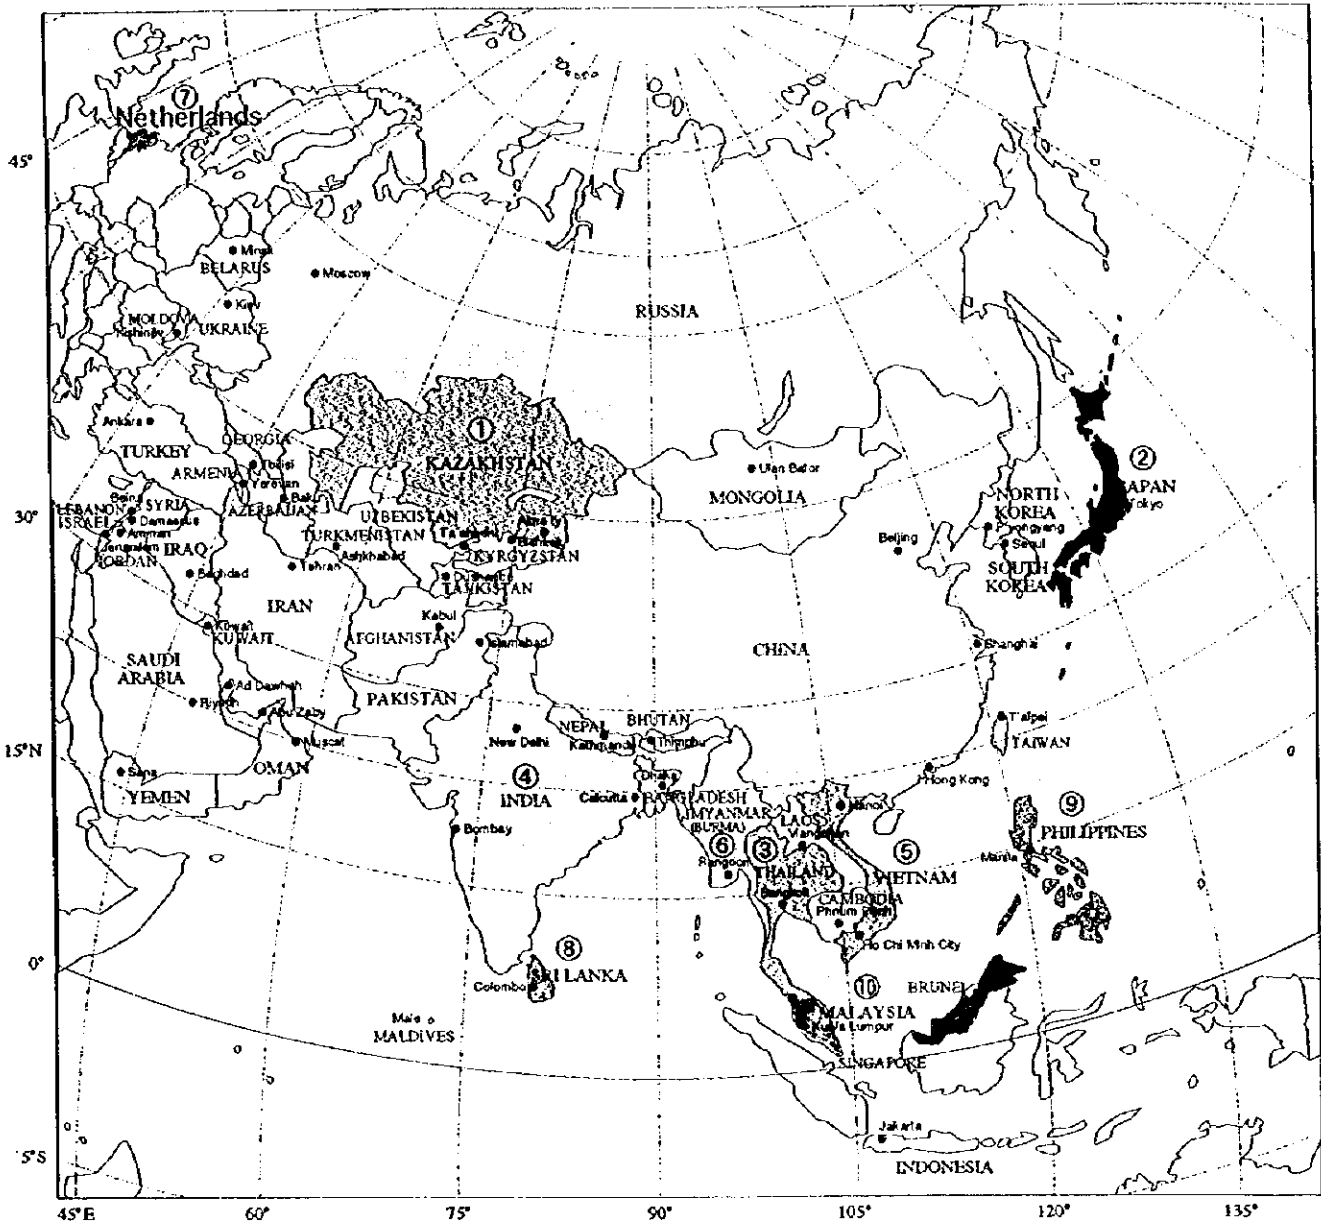 ⑦
Netherlands
45°
Minsk
BELARUS
Moscow
Kiev
MOLDOVA
Kishinev
UKRAINE
RUSSIA
Ankara
TURKEY
GEORGIA
Tbilisi
ARMENIA
Yerevan
Baku
AZERBAIJAN
①
KAZAKHSTAN
Ulan Bator
MONGOLIA
②
JAPAN
Tokyo
NORTH
KOREA
Pyongyang
Seoul
SOUTH
KOREA
Beijing
30°
LEBANON
SYRIA
ISRAEL
Damascus
Amman
Jerusalem
JORDAN
IRAQ
Baghdad
UZBEKISTAN
TURKMENISTAN
Ashkhabad
Tehran
KYRGYZSTAN
IRAN
Kabul
AFGHANISTAN
Islamabad
CHINA
Shanghai
Kuwait
KUWAIT
SAUDI
ARABIA
Ad Dawhah
Riyadh
Abu Zaby
PAKISTAN
Muscat
OMAN
15°N
Sana
YEMEN
New Delhi
NEPAL
Kathmandu
BHUTAN
Thimphu
T'aipei
TAIWAN
Hong Kong
④
INDIA
Dhaka
Calcutta
BANGLADESH
Bombay
MYANMAR
(BURMA)
LAOS
Hanoi
⑨
PHILIPPINES
Manila
⑥
③
⑤
Rangoon
THAILAND
VIETNAM
Bangkok
CAMBODIA
Phnum Penh
Ho Chi Minh City
⑧
SRI LANKA
Colombo
0°
Male
MALDIVES
⑩
BRUNEI
MALAYSIA
Kuala Lumpur
SINGAPORE
Jakarta
INDONESIA
5°S
45°E
60°
75°
90°
105°
120°
135°